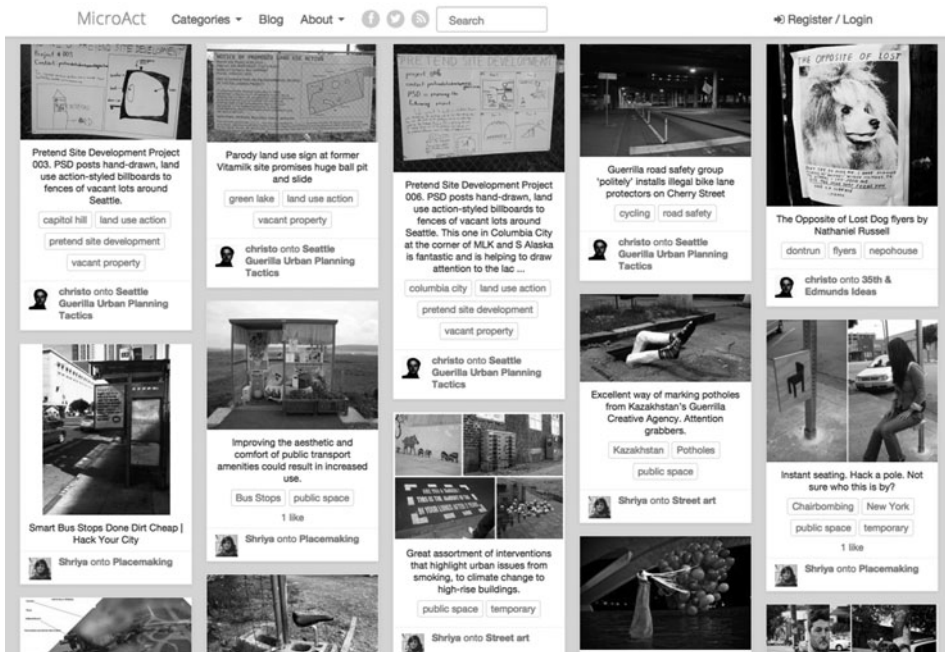 MicroAct Categories Blog About Search Register / Login
Pretend Site Development Project
003. PSD posts hand-drawn, land
use action-styled billboards to
fences of vacant lots around
Seattle.
capitol hill land use action
pretend site development
vacant property
christo onto Seattle
Guerilla Urban Planning
Tactics
Smart Bus Stops Done Dirt Cheap |
Hack Your City
Shriya onto Placemaking
NOTICE OF PROPOSED LAND USE ACTION
Parody land use sign at former
Vitamilk site promises huge ball pit
and slide
green lake land use action
vacant property
christo onto Seattle
Guerilla Urban Planning
Tactics
Improving the aesthetic and
comfort of public transport
amenities could result in increased
use.
Bus Stops public space
1 like
Shriya onto Placemaking
PRETEND SITE DEVELOPMENT
Pretend Site Development Project
006. PSD posts hand-drawn, land
use action-styled billboards to
fences of vacant lots around
Seattle. This one in Columbia City
at the corner of MLK and S Alaska
is fantastic and is helping to draw
attention to the lac ...
columbia city land use action
pretend site development
vacant property
christo onto Seattle
Guerilla Urban Planning
Tactics
Great assortment of interventions
that highlight urban issues from
smoking, to climate change to
high-rise buildings.
public space temporary
Shriya onto Street art
Guerrilla road safety group
'politely' installs illegal bike lane
protectors on Cherry Street
cycling road safety
christo onto Seattle
Guerilla Urban Planning
Tactics
Excellent way of marking potholes
from Kazakhstan's Guerrilla
Creative Agency. Attention
grabbers.
Kazakhstan Potholes
public space
Shriya onto Street art
THE OPPOSITE OF LOST
The Opposite of Lost Dog flyers by
Nathaniel Russell
dontrun flyers nepohouse
christo onto 35th &
Edmunds Ideas
Instant seating. Hack a pole. Not
sure who this is by?
Chairbombing New York
public space temporary
1 like
Shriya onto Placemaking